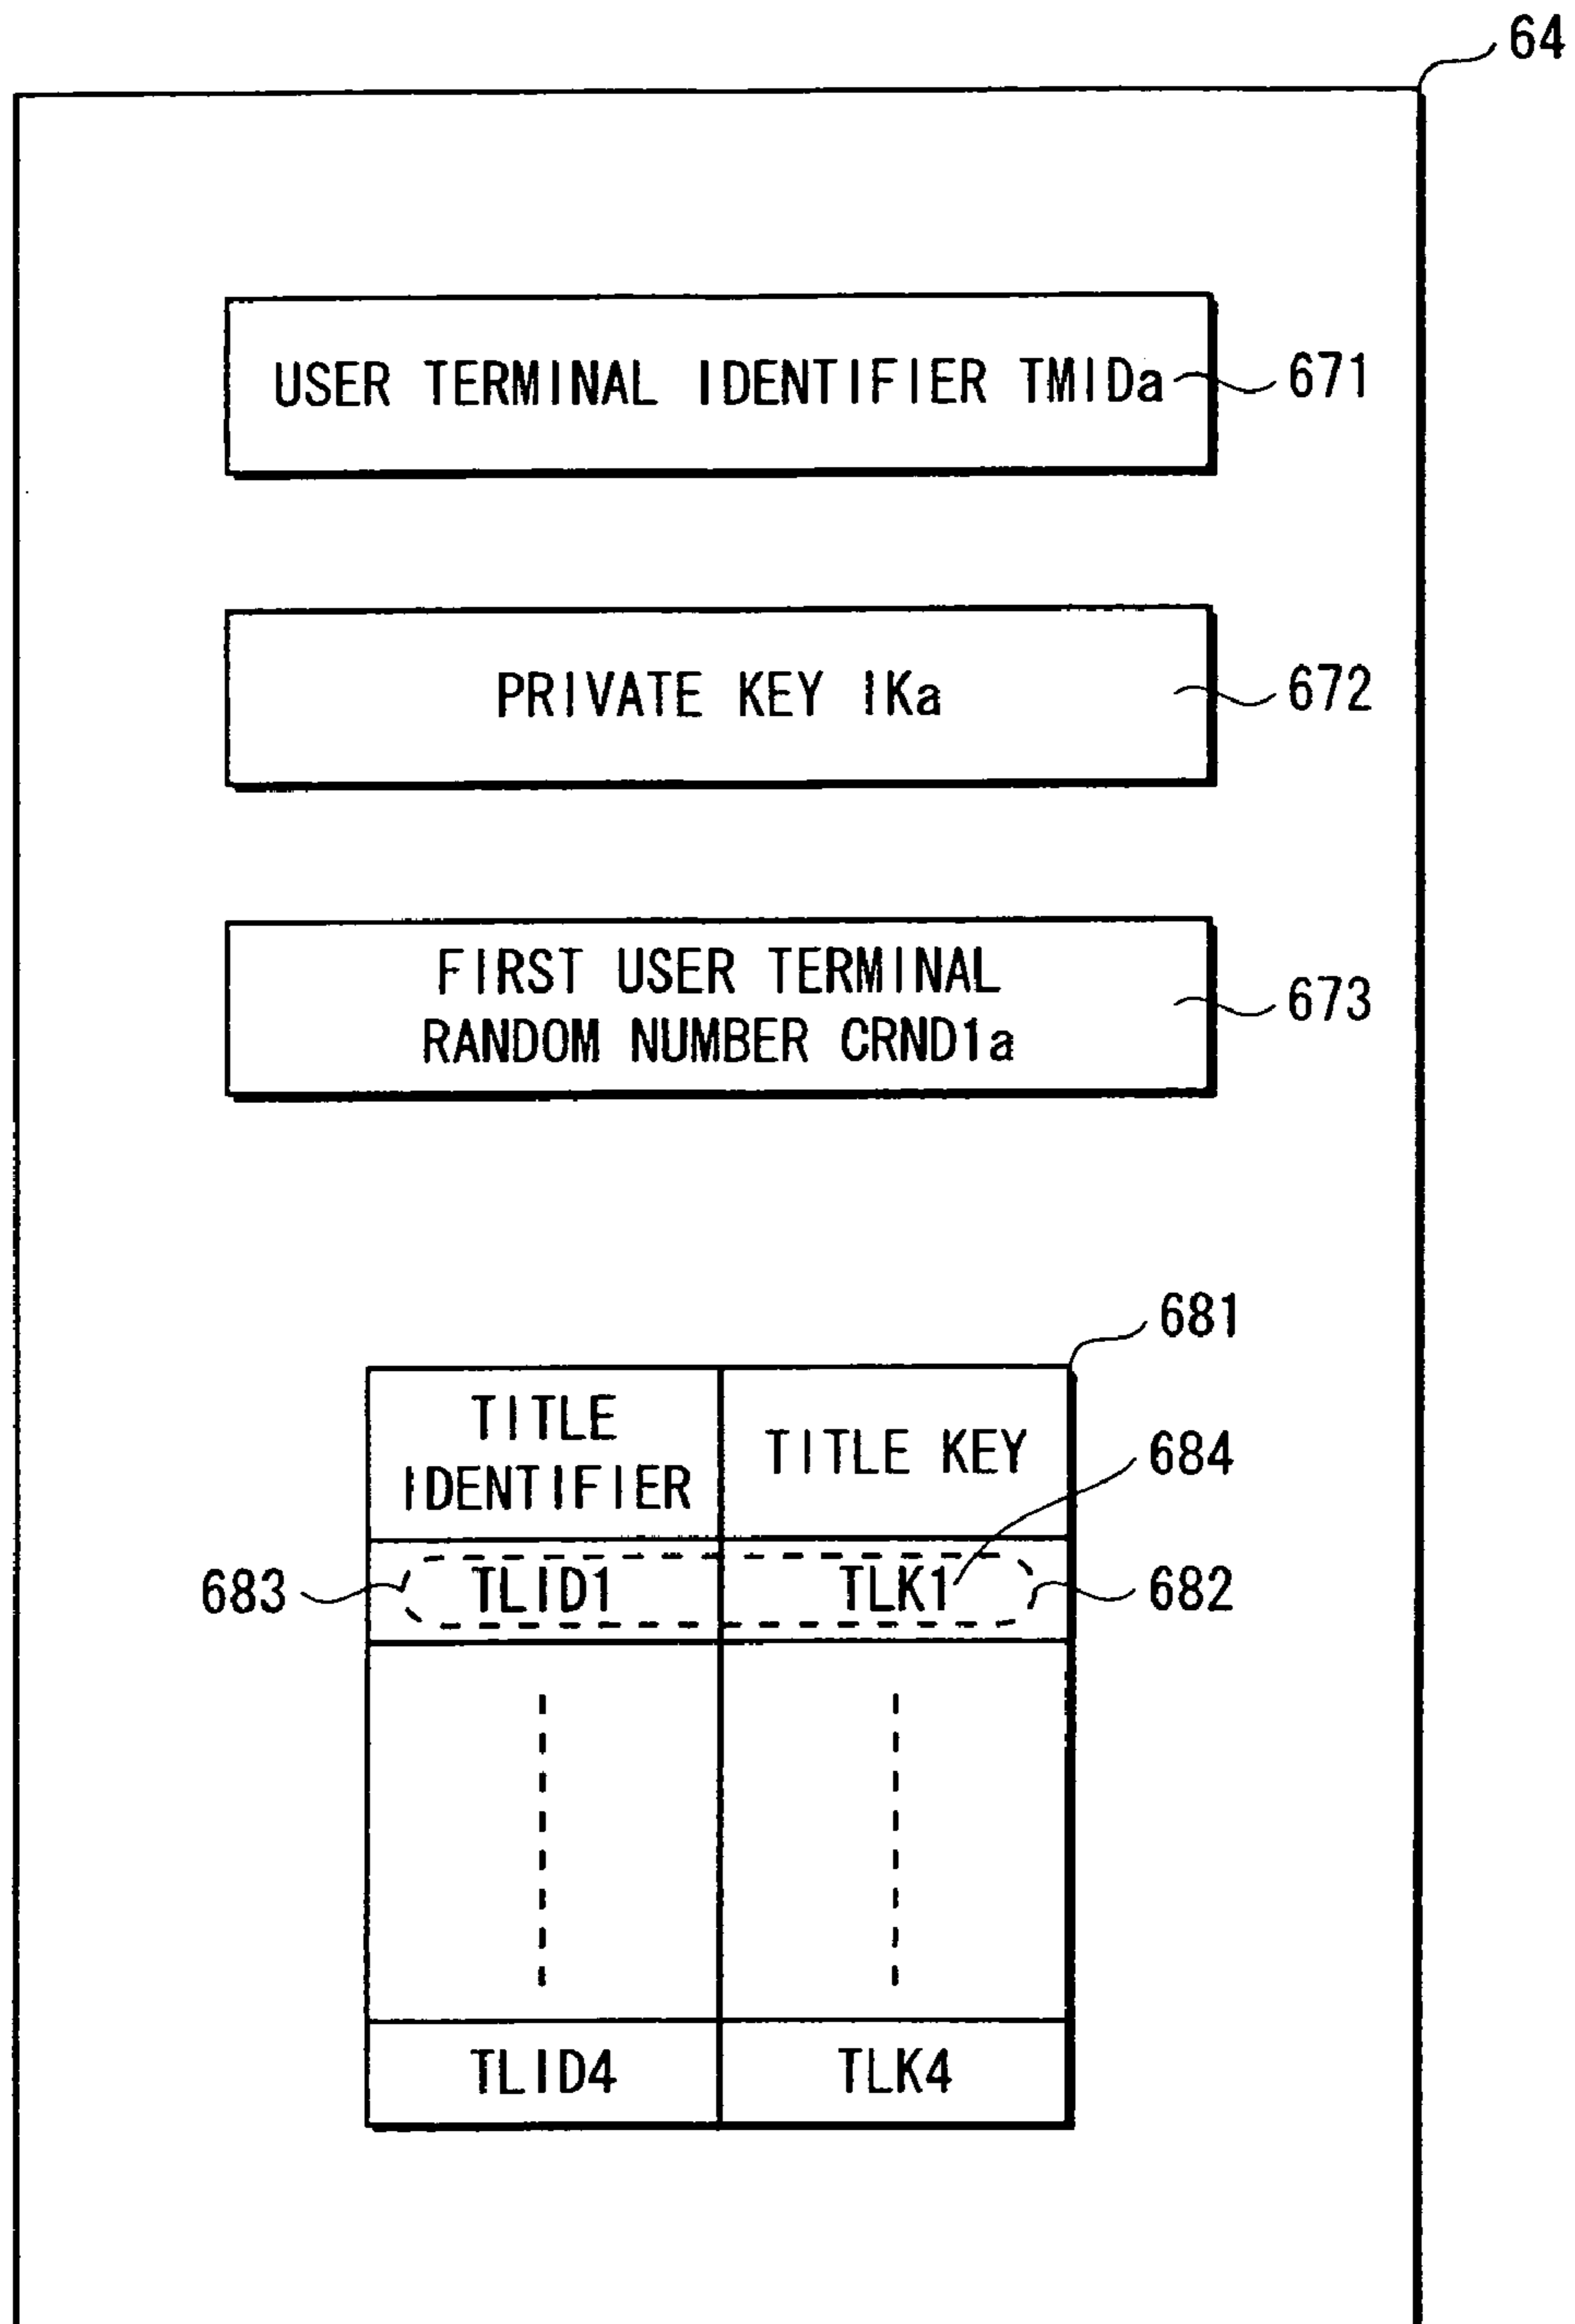 64
USER TERMINAL IDENTIFIER TMIDa
671
PRIVATE KEY IKa
672
FIRST USER TERMINAL
RANDOM NUMBER CRND1a
673
681
TITLE
IDENTIFIER
TITLE KEY
684
683
TLID1
TLK1
682
TLID4
TLK4